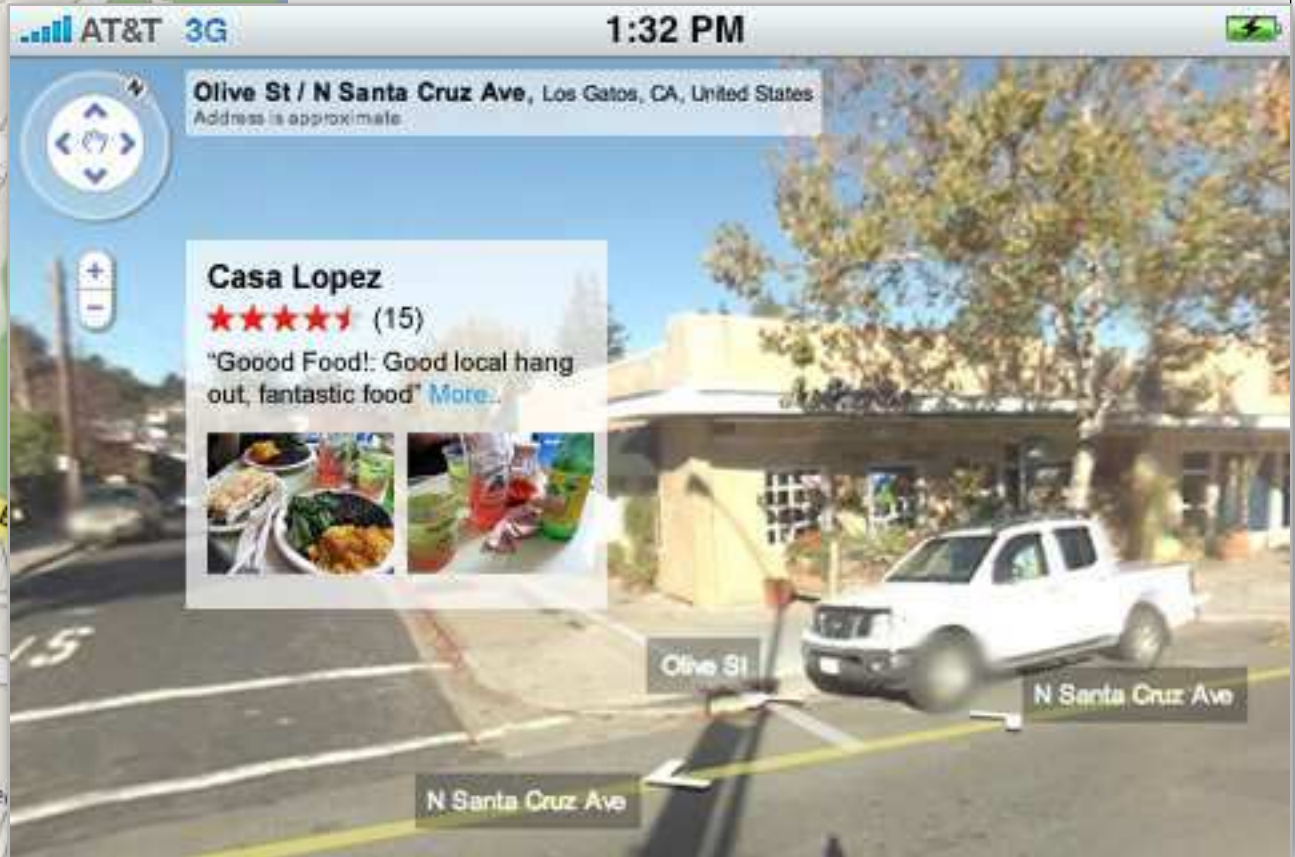 AT&T 3G 1:32 PM
N
Olive St / N Santa Cruz Ave, Los Gatos, CA, United States
Address is approximate
+
−
Casa Lopez
(15)
“Goood Food!: Good local hang
out, fantastic food” More..
15
Olive St
N Santa Cruz Ave
N Santa Cruz Ave